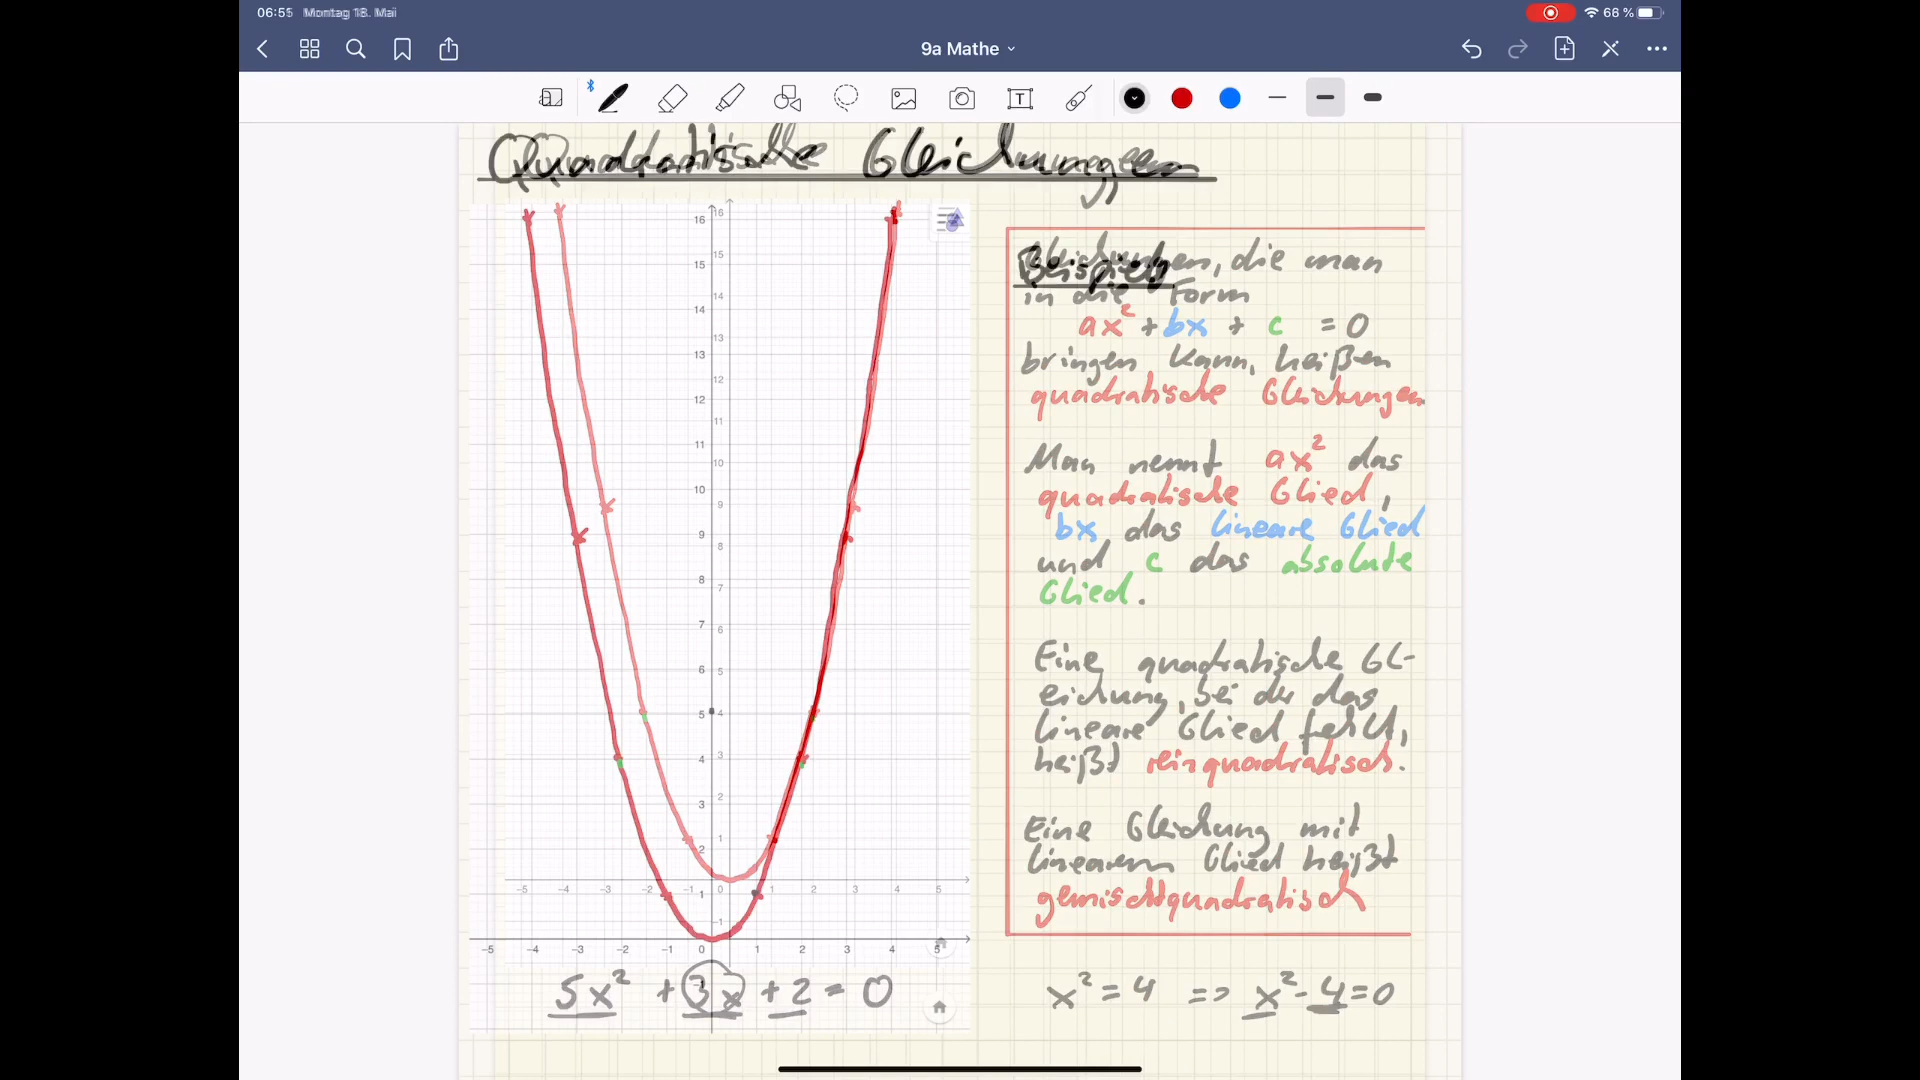 06:55 Montag 18. Mai 66 %
9a Mathe
Quadratische Gleichungen
Gleichungen, die man
in die Form
ax² + bx + c = 0
bringen kann, heißen
quadratische Gleichungen
Man nennt ax² das
quadratische Glied,
bx das lineare Glied
und c das absolute
Glied.
Eine quadratische Gl-
eichung, bei der das
lineare Glied fehlt,
heißt reinquadratisch.
Eine Gleichung mit
linearem Glied heißt
gemischtquadratisch
5x² + 3x + 2 = 0
x² = 4 => x² - 4 = 0